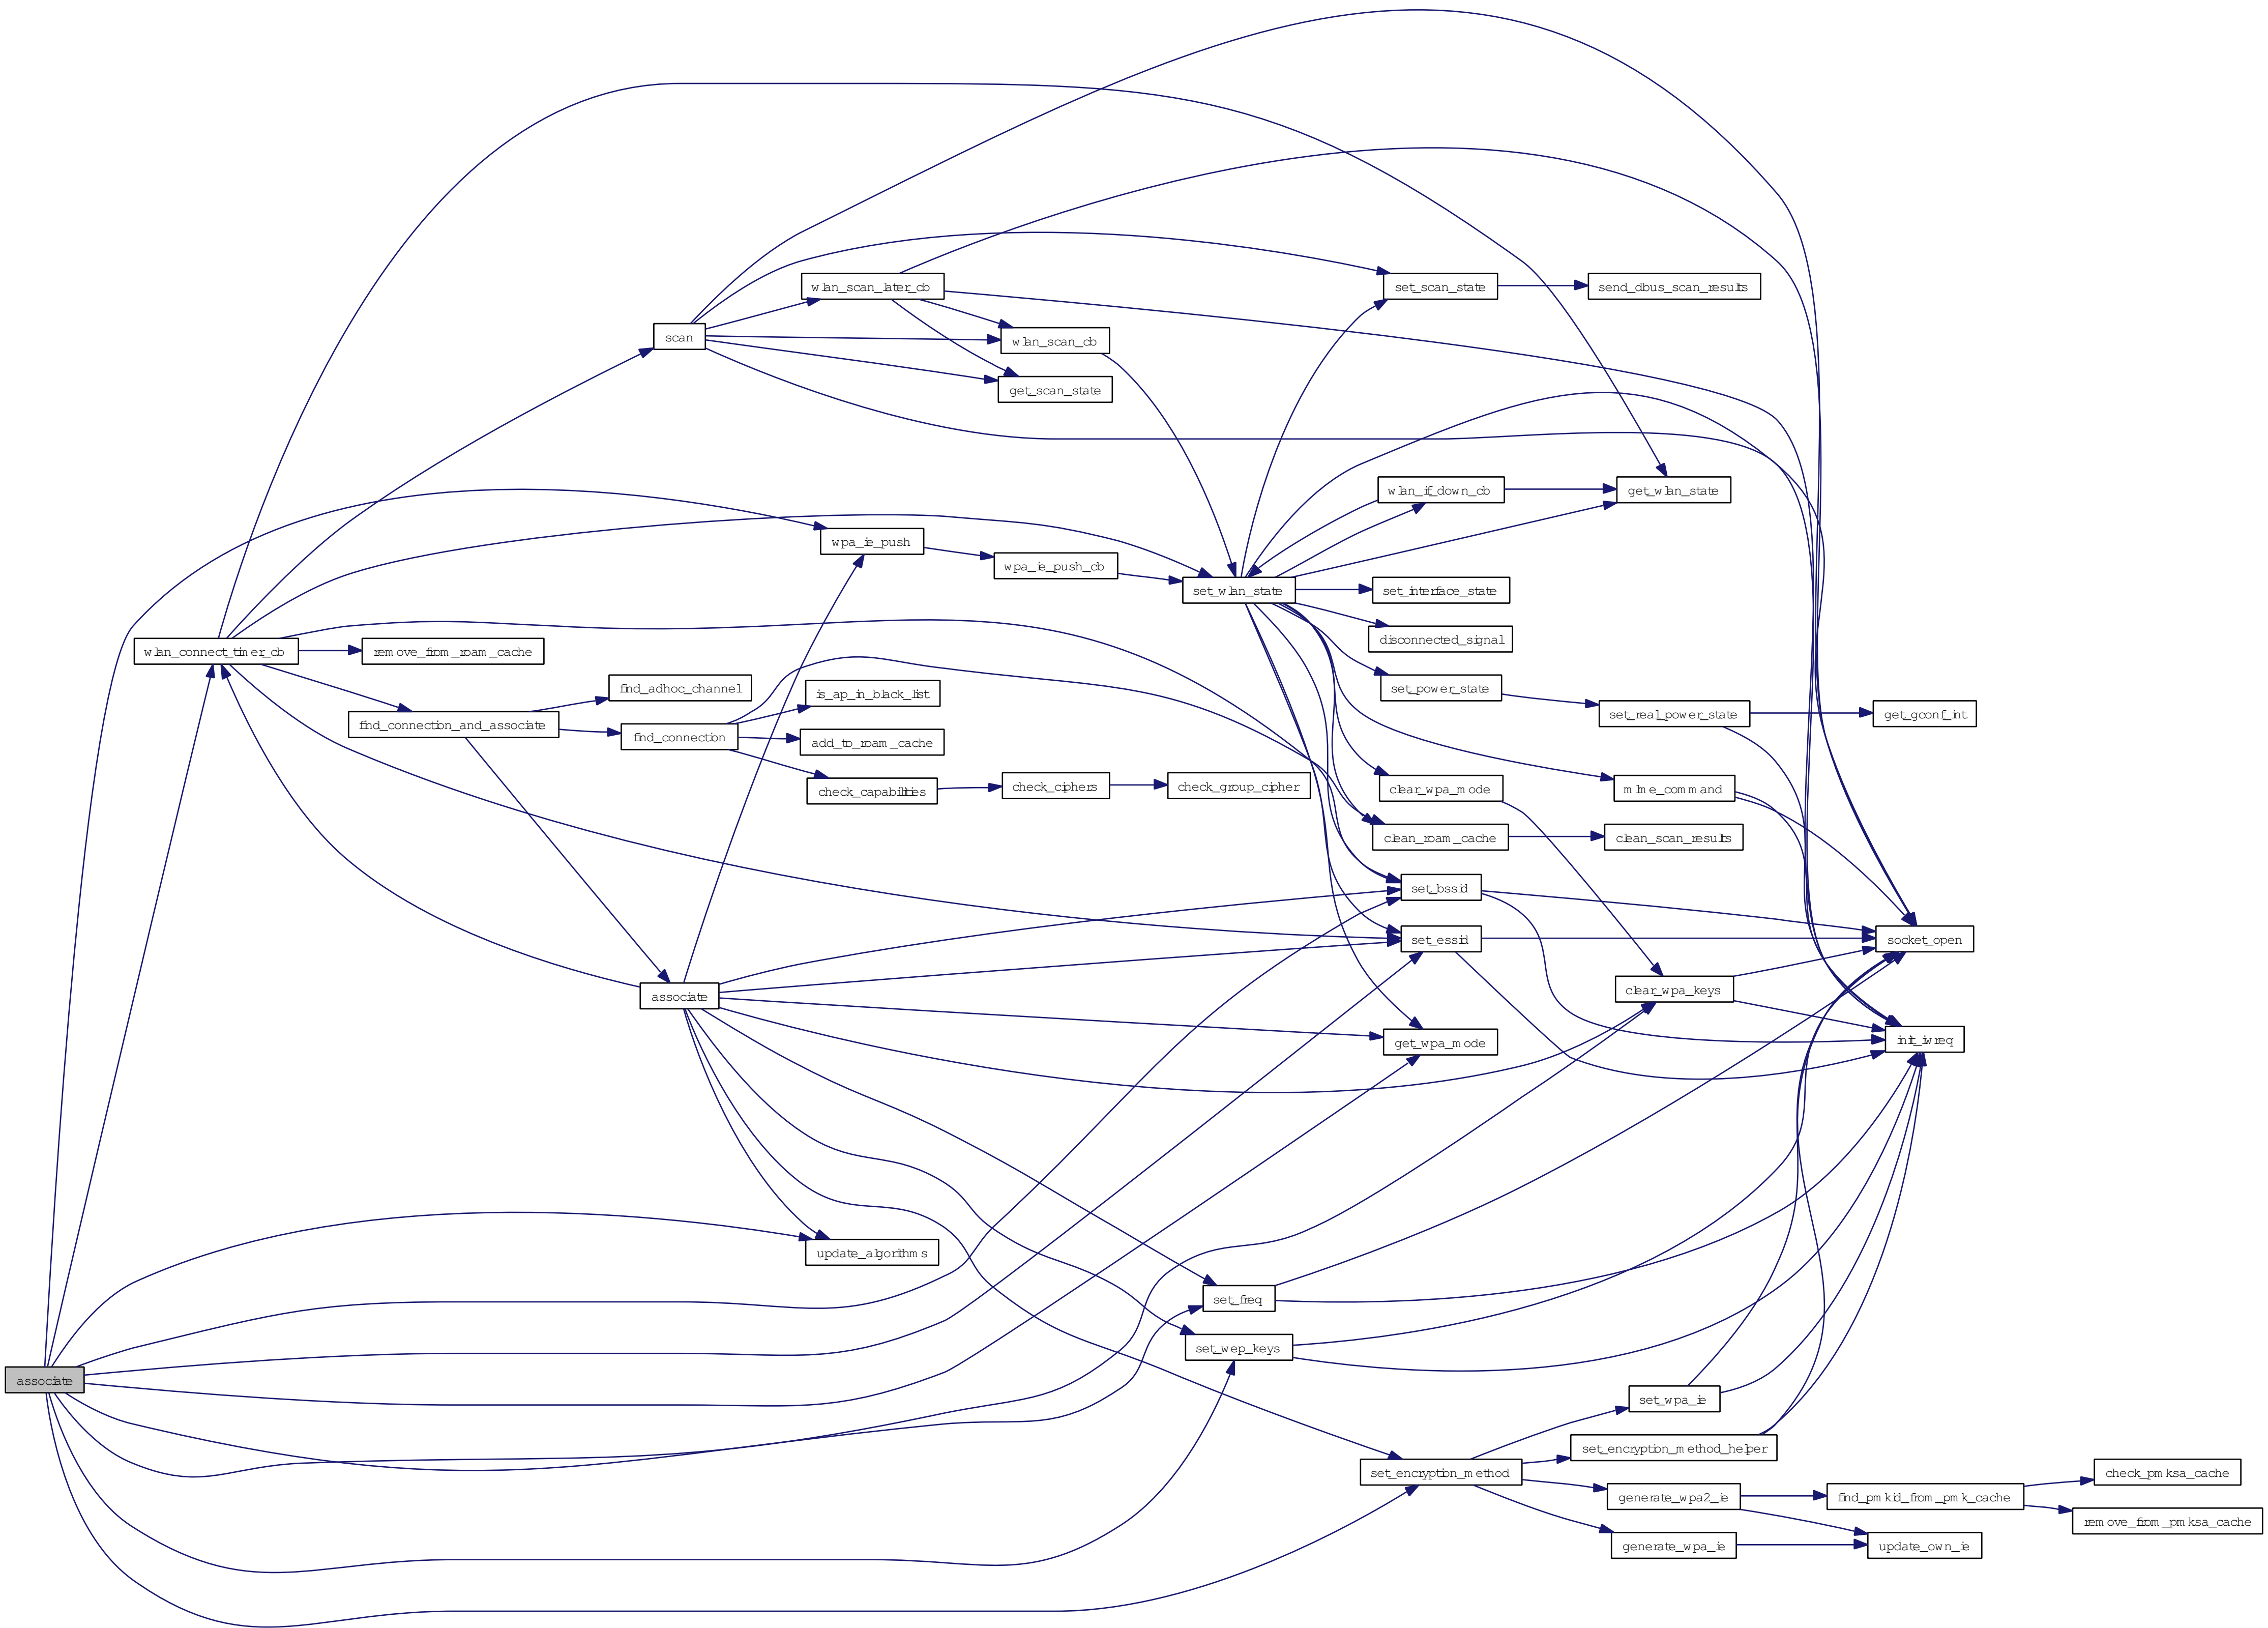 wlan_scan_later_cb
set_scan_state
send_dbus_scan_results
scan
wlan_scan_cb
get_scan_state
wlan_if_down_cb
get_wlan_state
wpa_ie_push
wpa_ie_push_cb
set_wlan_state
set_interface_state
disconnected_signal
wlan_connect_timer_cb
remove_from_roam_cache
find_adhoc_channel
is_ap_in_black_list
set_power_state
set_real_power_state
get_gconf_int
find_connection_and_associate
find_connection
add_to_roam_cache
check_capabilities
check_ciphers
check_group_cipher
clear_wpa_mode
mlme_command
clean_roam_cache
clean_scan_results
set_bssid
set_essid
socket_open
associate
clear_wpa_keys
get_wpa_mode
init_iwreq
update_algorithms
set_freq
set_wep_keys
associate
set_wpa_ie
set_encryption_method_helper
set_encryption_method
check_pmksa_cache
generate_wpa2_ie
find_pmkid_from_pmk_cache
remove_from_pmksa_cache
generate_wpa_ie
update_own_ie